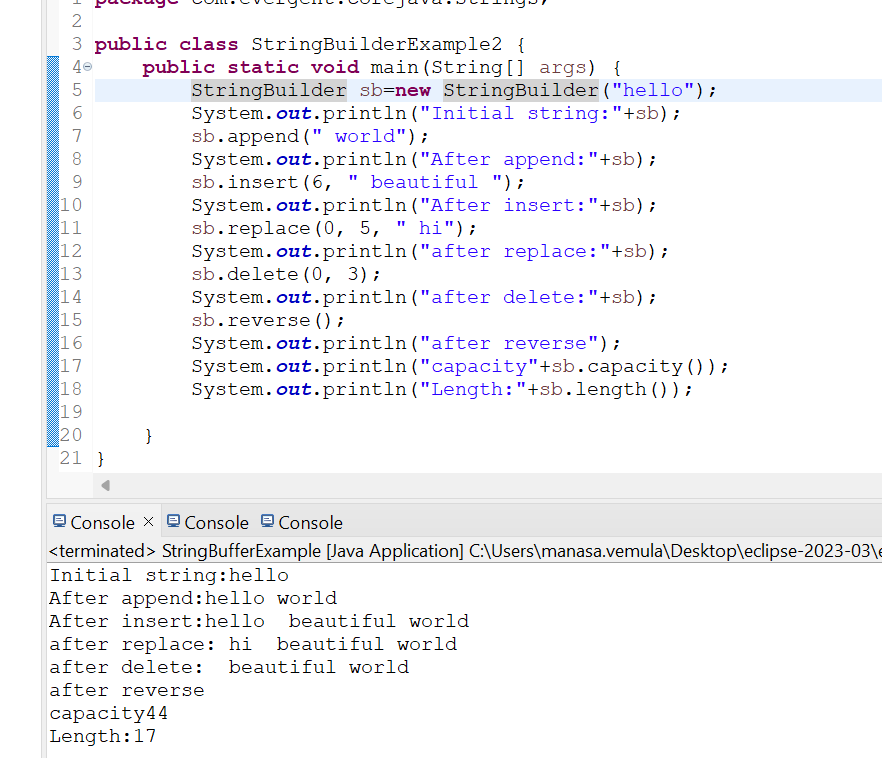 1 package com.evergent.corejava.Strings;
2
3 public class StringBuilderExample2 {
4 public static void main(String[] args) {
5 StringBuilder sb=new StringBuilder("hello");
6 System.out.println("Initial string:"+sb);
7 sb.append(" world");
8 System.out.println("After append:"+sb);
9 sb.insert(6, " beautiful ");
10 System.out.println("After insert:"+sb);
11 sb.replace(0, 5, " hi");
12 System.out.println("after replace:"+sb);
13 sb.delete(0, 3);
14 System.out.println("after delete:"+sb);
15 sb.reverse();
16 System.out.println("after reverse");
17 System.out.println("capacity"+sb.capacity());
18 System.out.println("Length:"+sb.length());
19
20 }
21 }
Console × Console Console
<terminated> StringBufferExample [Java Application] C:\Users\manasa.vemula\Desktop\eclipse-2023-03\
Initial string:hello
After append:hello world
After insert:hello  beautiful world
after replace: hi  beautiful world
after delete:  beautiful world
after reverse
capacity44
Length:17